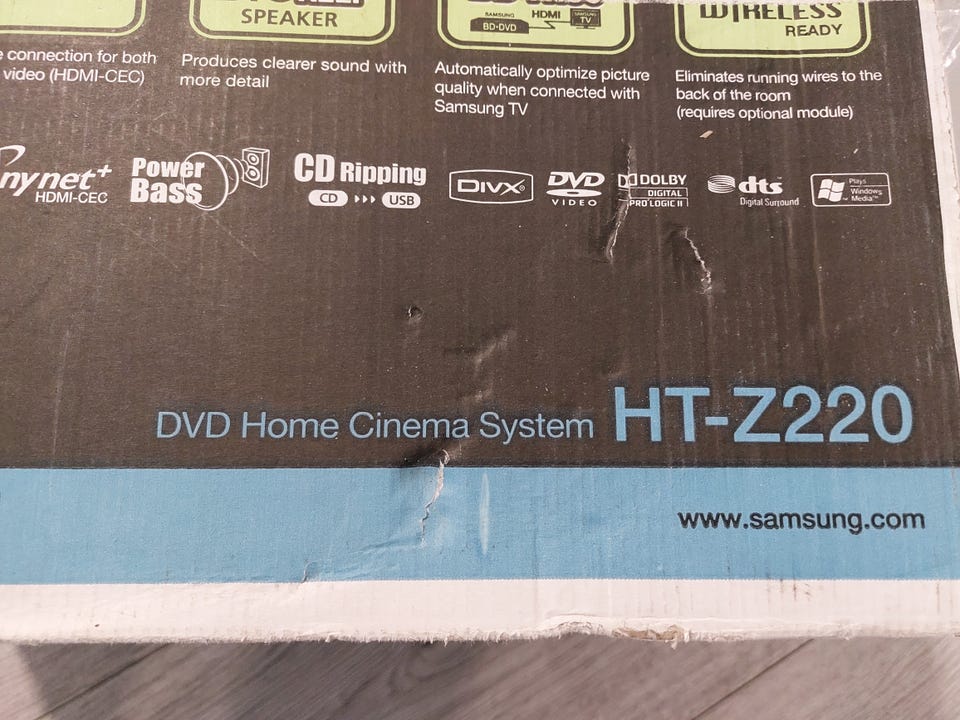 SPEAKER
SAMSUNG
HDMI
SAMSUNG
TV
BD•DVD
WIRELESS
READY
connection for both
video (HDMI-CEC)
Produces clearer sound with
more detail
Automatically optimize picture
quality when connected with
Samsung TV
Eliminates running wires to the
back of the room
(requires optional module)
nynet+
HDMI-CEC
Power
Bass
CD Ripping
CD USB
DIVX
DVD
VIDEO
DOLBY
DIGITAL
PRO LOGIC II
dts
Digital Surround
Plays
Windows
Media™
DVD Home Cinema System HT-Z220
www.samsung.com